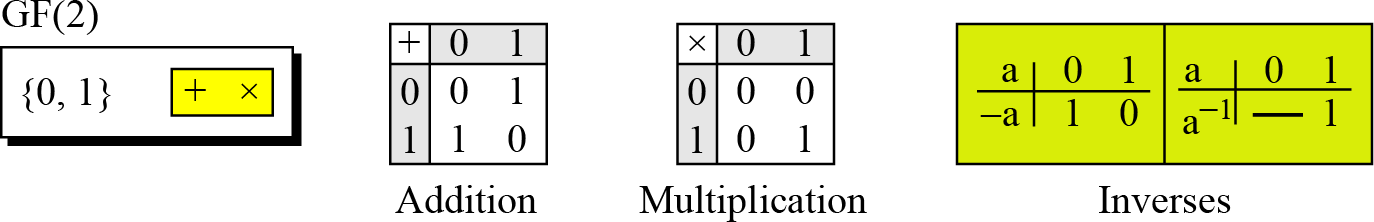 GF(2)
{0, 1} + ×
+ 0 1
0 0 1
1 1 0
Addition
× 0 1
0 0 0
1 0 1
Multiplication
a 0 1
−a 1 0
a 0 1
a⁻¹ — 1
Inverses